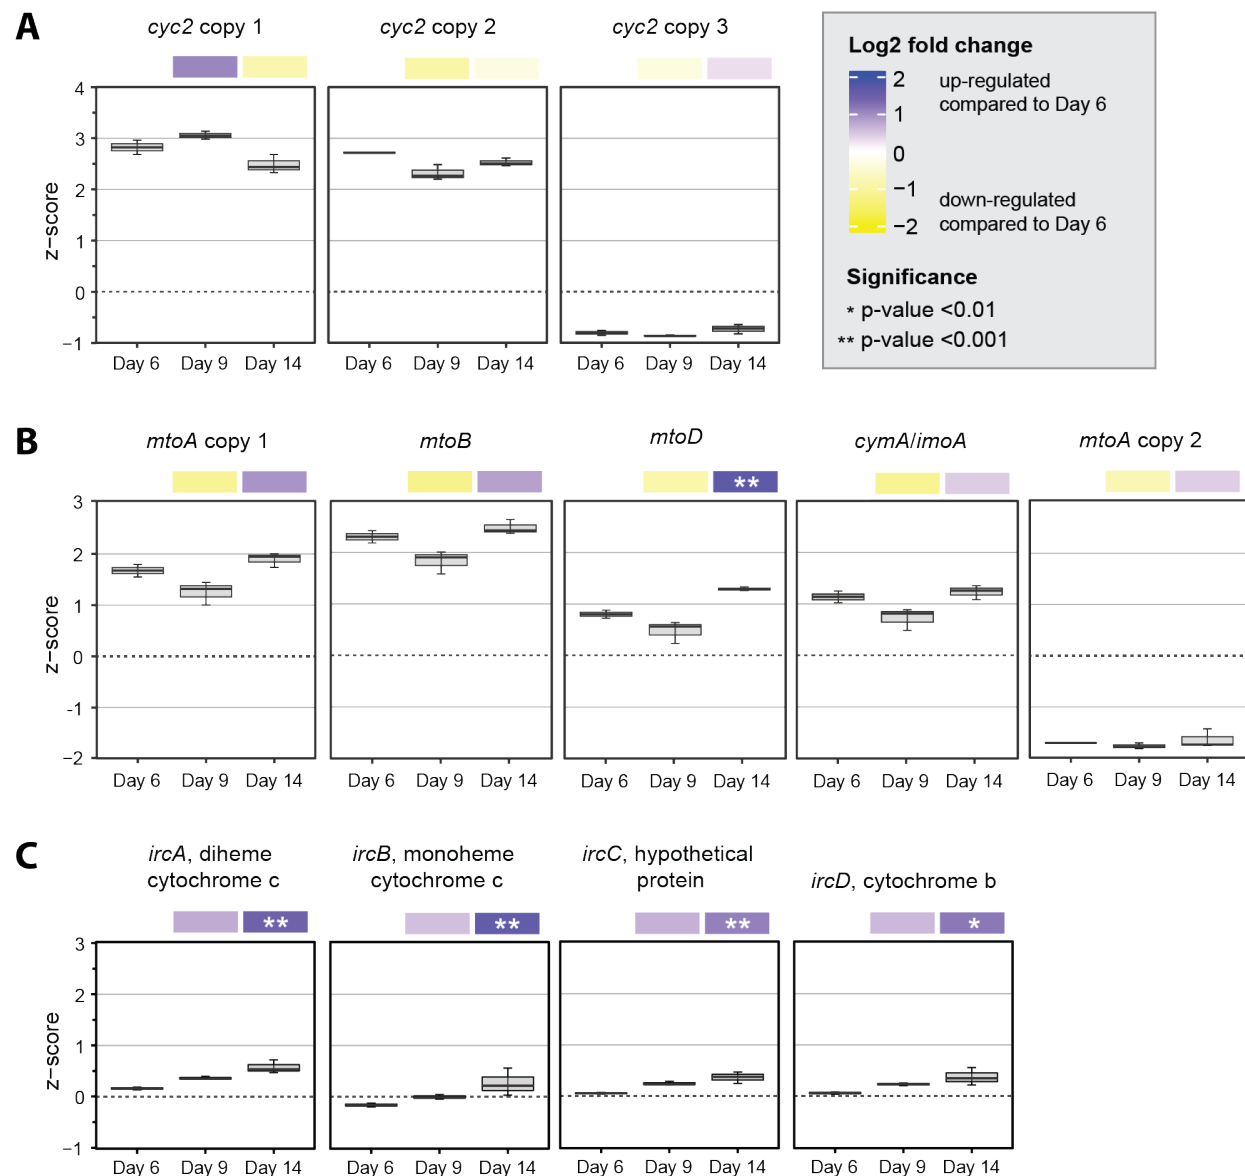 A
cyc2 copy 1
cyc2 copy 2
cyc2 copy 3
z−score
4
3
2
1
0
−1
Day 6 Day 9 Day 14
Day 6 Day 9 Day 14
Day 6 Day 9 Day 14
Log2 fold change
2
1
0
−1
−2
up-regulated
compared to Day 6
down-regulated
compared to Day 6
Significance
* p-value <0.01
** p-value <0.001
B
mtoA copy 1
mtoB
mtoD
cymA/imoA
mtoA copy 2
**
z−score
3
2
1
0
-1
−2
Day 6 Day 9 Day 14
Day 6 Day 9 Day 14
Day 6 Day 9 Day 14
Day 6 Day 9 Day 14
Day 6 Day 9 Day 14
C
ircA, diheme
cytochrome c
ircB, monoheme
cytochrome c
ircC, hypothetical
protein
ircD, cytochrome b
**
**
**
*
z−score
3
2
1
0
−1
Day 6 Day 9 Day 14
Day 6 Day 9 Day 14
Day 6 Day 9 Day 14
Day 6 Day 9 Day 14